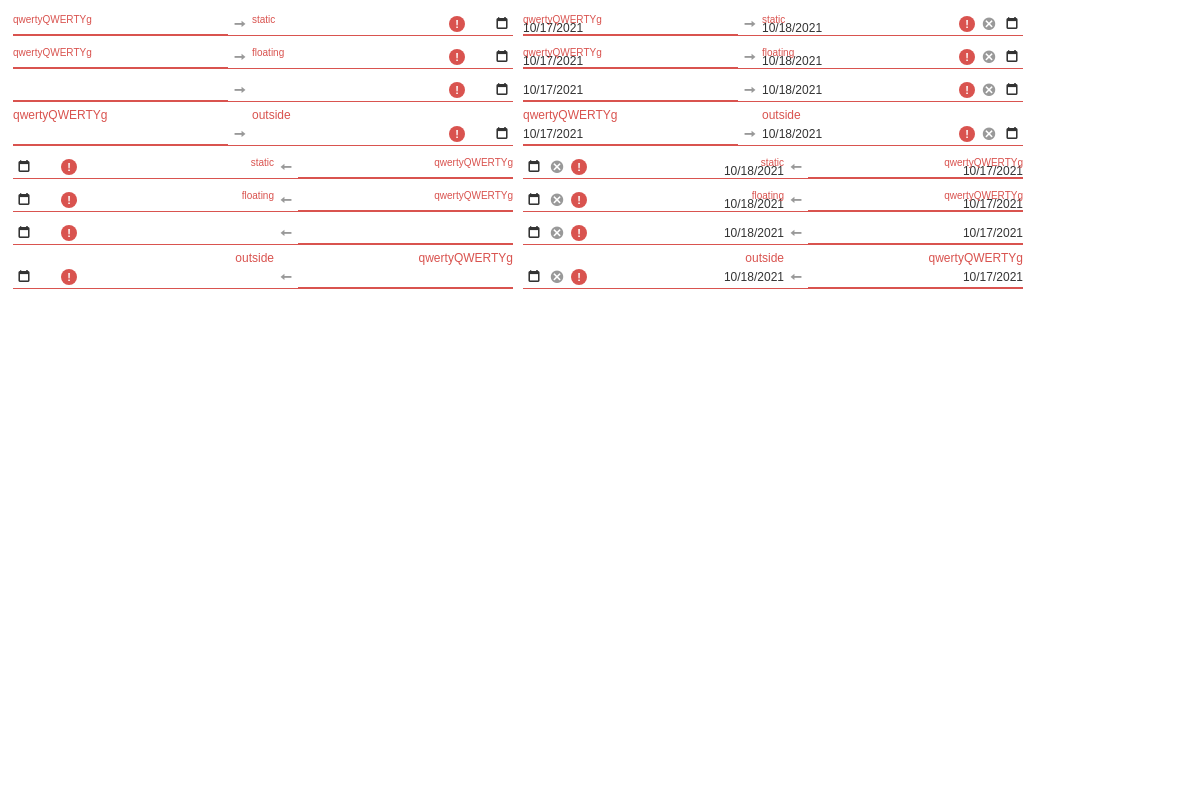 qwertyQWERTYg static qwertyQWERTYg static
10/17/2021 10/18/2021
qwertyQWERTYg floating qwertyQWERTYg floating
10/17/2021 10/18/2021
10/17/2021 10/18/2021
qwertyQWERTYg outside qwertyQWERTYg outside
10/17/2021 10/18/2021
static qwertyQWERTYg static qwertyQWERTYg
10/18/2021 10/17/2021
floating qwertyQWERTYg floating qwertyQWERTYg
10/18/2021 10/17/2021
10/18/2021 10/17/2021
outside qwertyQWERTYg outside qwertyQWERTYg
10/18/2021 10/17/2021